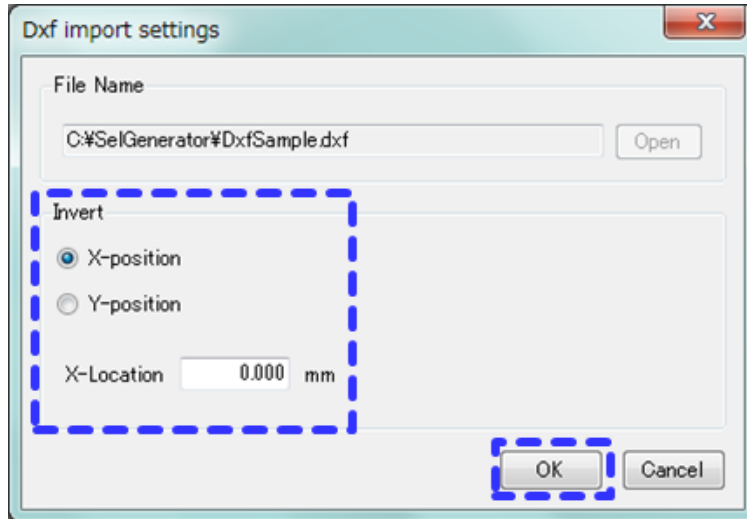 Dxf import settings
File Name
C:¥SelGenerator¥DxfSample.dxf
Open
Invert
X-position
Y-position
X-Location 0.000 mm
OK Cancel